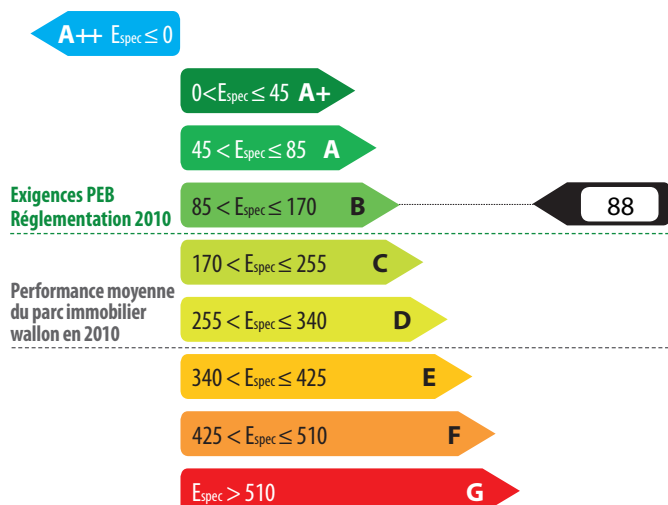 A++ Espec ≤ 0
0<Espec ≤ 45 A+
45 < Espec ≤ 85 A
Exigences PEB
Réglementation 2010
85 < Espec ≤ 170 B
88
170 < Espec ≤ 255 C
Performance moyenne
du parc immobilier
wallon en 2010
255 < Espec ≤ 340 D
340 < Espec ≤ 425 E
425 < Espec ≤ 510 F
Espec > 510 G